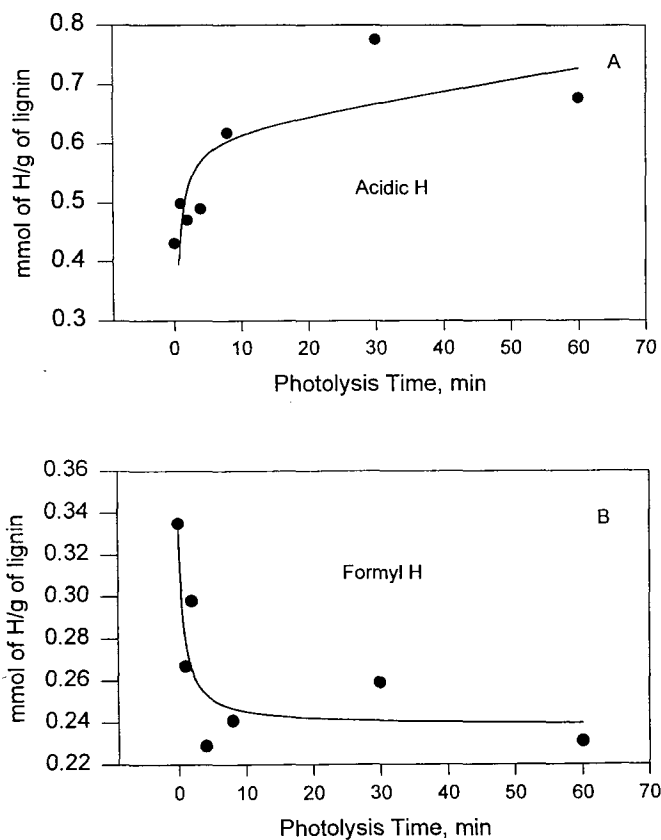 0.8
A
0.7
0.6
Acidic H
0.5
0.4
0.3
mmol of H/g of lignin
0 10 20 30 40 50 60 70
Photolysis Time, min
0.36
B
0.34
0.32
Formyl H
0.30
0.28
0.26
0.24
0.22
mmol of H/g of lignin
0 10 20 30 40 50 60 70
Photolysis Time, min